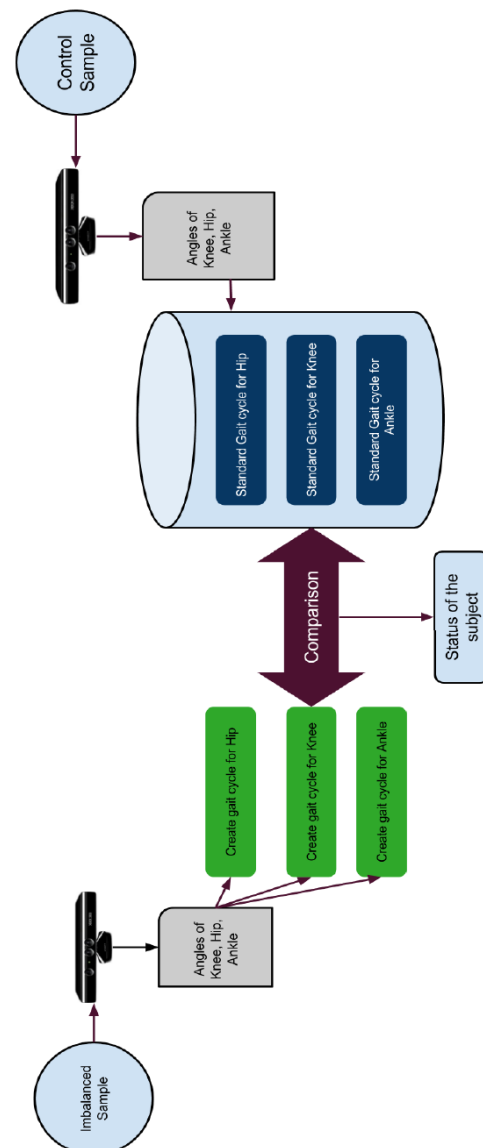 Control
Sample
Angles of
Knee, Hip,
Ankle
Standard Gait cycle for Hip
Standard Gait cycle for Knee
Standard Gait cycle for
Ankle
Comparison
Status of the
subject
Create gait cycle for Hip
Create gait cycle for Knee
Create gait cycle for Ankle
Angles of
Knee, Hip,
Ankle
Imbalanced
Sample